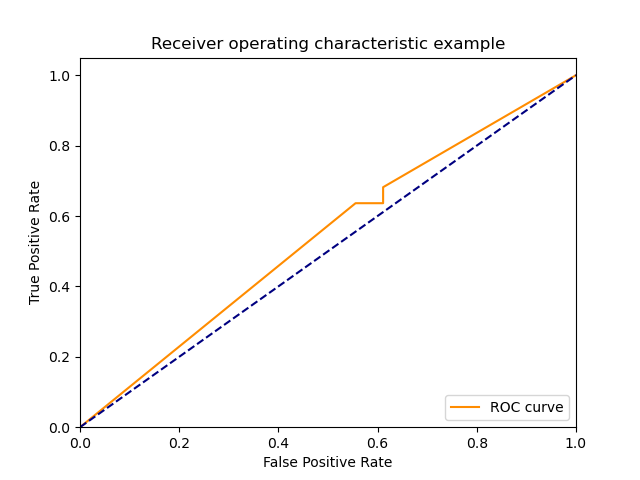 Receiver operating characteristic example
True Positive Rate
1.0
0.8
0.6
0.4
0.2
0.0
ROC curve
0.0 0.2 0.4 0.6 0.8 1.0
False Positive Rate